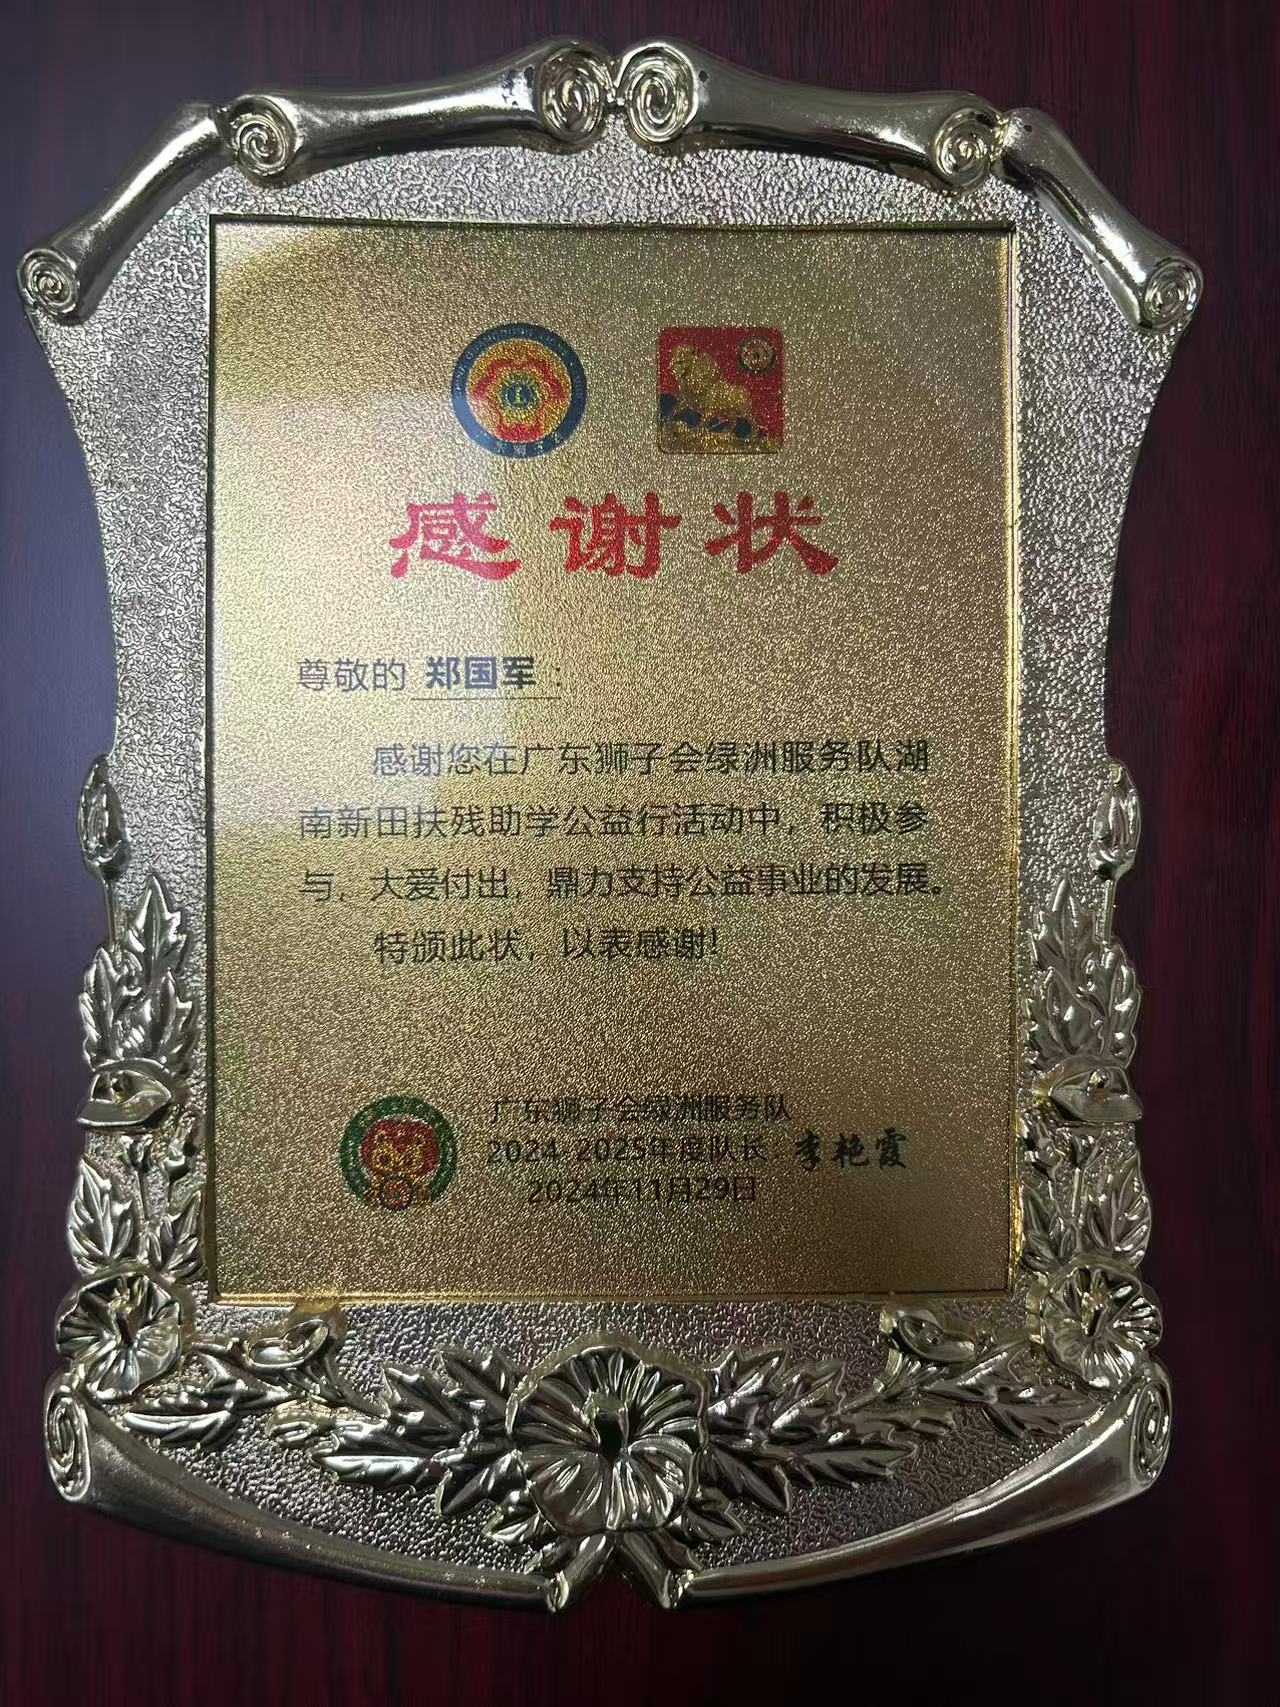 感谢状
尊敬的 郑国军：
感谢您在广东狮子会绿洲服务队湖
南新田扶残助学公益行活动中，积极参
与，大爱付出，鼎力支持公益事业的发展。
特颁此状，以表感谢！
广东狮子会绿洲服务队
2024-2025年度队长：李艳霞
2024年11月29日